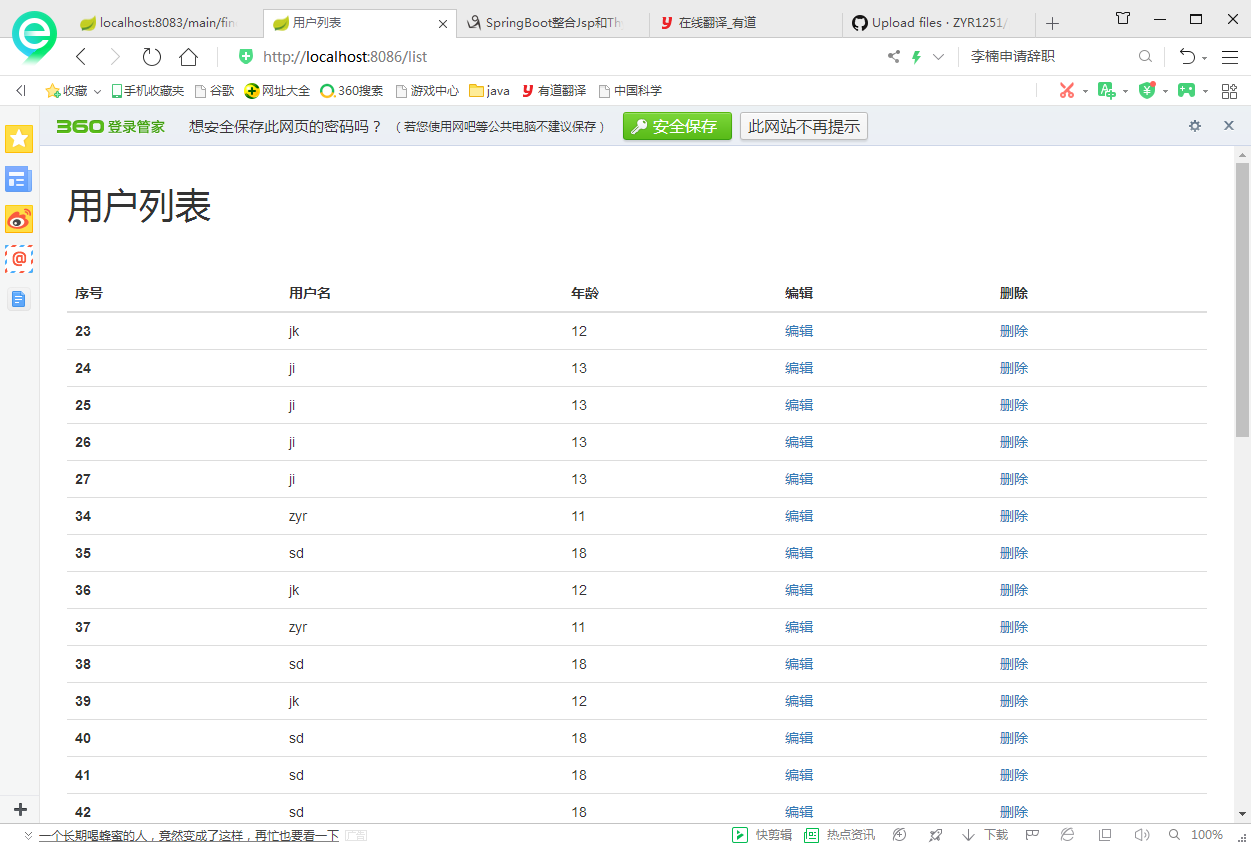 localhost:8083/main/fin 用户列表 SpringBoot整合Jsp和Th 在线翻译_有道 Upload files · ZYR1251/
http://localhost:8086/list 李楠申请辞职
收藏 手机收藏夹 谷歌 网址大全 360搜索 游戏中心 java 有道翻译 中国科学
360登录管家 想安全保存此网页的密码吗？ （若您使用网吧等公共电脑不建议保存） 安全保存 此网站不再提示
用户列表
序号 用户名 年龄 编辑 删除
23 jk 12 编辑 删除
24 ji 13 编辑 删除
25 ji 13 编辑 删除
26 ji 13 编辑 删除
27 ji 13 编辑 删除
34 zyr 11 编辑 删除
35 sd 18 编辑 删除
36 jk 12 编辑 删除
37 zyr 11 编辑 删除
38 sd 18 编辑 删除
39 jk 12 编辑 删除
40 sd 18 编辑 删除
41 sd 18 编辑 删除
42 sd 18 编辑 删除
一个长期喝蜂蜜的人，竟然变成了这样，再忙也要看一下 广告 快剪辑 热点资讯 下载 100%